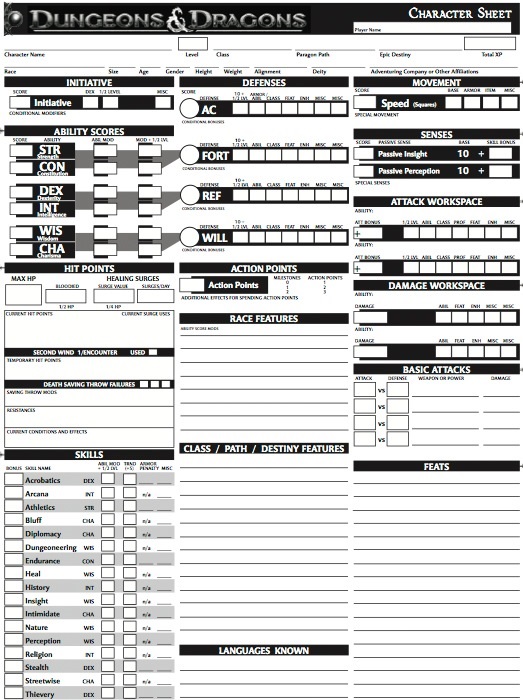 DUNGEONS & DRAGONS
CHARACTER SHEET
Player Name
Character Name Level Class Paragon Path Epic Destiny Total XP
Race Size Age Gender Height Weight Alignment Deity Adventuring Company or Other Affiliations
INITIATIVE
SCORE DEX 1/2 LEVEL MISC
Initiative
CONDITIONAL MODIFIERS
ABILITY SCORES
SCORE ABILITY ABIL MOD MOD + 1/2 LVL
STR
Strength
CON
Constitution
DEX
Dexterity
INT
Intelligence
WIS
Wisdom
CHA
Charisma
HIT POINTS
MAX HP HEALING SURGES
BLOODIED SURGE VALUE SURGES/DAY
1/2 HP 1/4 HP
CURRENT HIT POINTS CURRENT SURGE USES
SECOND WIND 1/ENCOUNTER USED
TEMPORARY HIT POINTS
DEATH SAVING THROW FAILURES
SAVING THROW MODS
RESISTANCES
CURRENT CONDITIONS AND EFFECTS
SKILLS
BONUS SKILL NAME ABIL MOD + 1/2 LVL TRND (+5) ARMOR PENALTY MISC
Acrobatics DEX
Arcana INT n/a
Athletics STR
Bluff CHA n/a
Diplomacy CHA n/a
Dungeoneering WIS n/a
Endurance CON
Heal WIS n/a
History INT n/a
Insight WIS n/a
Intimidate CHA n/a
Nature WIS n/a
Perception WIS n/a
Religion INT n/a
Stealth DEX
Streetwise CHA n/a
Thievery DEX
DEFENSES
SCORE DEFENSE 10 + 1/2 LVL ARMOR / ABIL CLASS FEAT ENH MISC MISC
AC
CONDITIONAL BONUSES
DEFENSE 10 + 1/2 LVL ABIL CLASS FEAT ENH MISC MISC
FORT
CONDITIONAL BONUSES
DEFENSE 10 + 1/2 LVL ABIL CLASS FEAT ENH MISC MISC
REF
CONDITIONAL BONUSES
DEFENSE 10 + 1/2 LVL ABIL CLASS FEAT ENH MISC MISC
WILL
CONDITIONAL BONUSES
ACTION POINTS
Action Points
MILESTONES ACTION POINTS
0 1
1 2
2 3
ADDITIONAL EFFECTS FOR SPENDING ACTION POINTS
RACE FEATURES
ABILITY SCORE MODS
CLASS / PATH / DESTINY FEATURES
LANGUAGES KNOWN
MOVEMENT
SCORE BASE ARMOR ITEM MISC
Speed (Squares)
SPECIAL MOVEMENT
SENSES
SCORE PASSIVE SENSE BASE SKILL BONUS
Passive Insight 10 +
Passive Perception 10 +
SPECIAL SENSES
ATTACK WORKSPACE
ABILITY:
ATT BONUS 1/2 LVL ABIL CLASS PROF FEAT ENH MISC
+
ABILITY:
ATT BONUS 1/2 LVL ABIL CLASS PROF FEAT ENH MISC
+
DAMAGE WORKSPACE
ABILITY:
DAMAGE ABIL FEAT ENH MISC MISC
ABILITY:
DAMAGE ABIL FEAT ENH MISC MISC
BASIC ATTACKS
ATTACK DEFENSE WEAPON OR POWER DAMAGE
VS
VS
VS
VS
FEATS